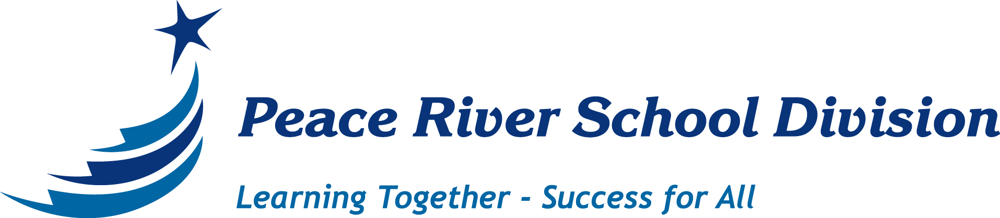 Peace River School Division
Learning Together - Success for All